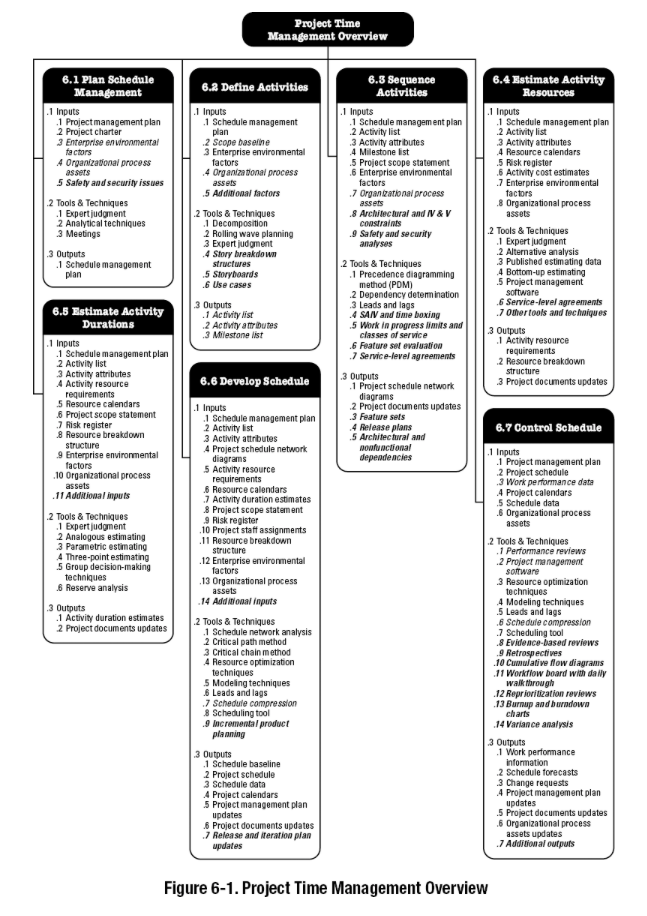 Project Time
Management Overview
6.1 Plan Schedule
Management
.1 Inputs
.1 Project management plan
.2 Project charter
.3 Enterprise environmental
factors
.4 Organizational process
assets
.5 Safety and security issues
.2 Tools & Techniques
.1 Expert judgment
.2 Analytical techniques
.3 Meetings
.3 Outputs
.1 Schedule management
plan
6.2 Define Activities
.1 Inputs
.1 Schedule management
plan
.2 Scope baseline
.3 Enterprise environmental
factors
.4 Organizational process
assets
.5 Additional factors
.2 Tools & Techniques
.1 Decomposition
.2 Rolling wave planning
.3 Expert judgment
.4 Story breakdown
structures
.5 Storyboards
.6 Use cases
.3 Outputs
.1 Activity list
.2 Activity attributes
.3 Milestone list
6.3 Sequence
Activities
.1 Inputs
.1 Schedule management plan
.2 Activity list
.3 Activity attributes
.4 Milestone list
.5 Project scope statement
.6 Enterprise environmental
factors
.7 Organizational process
assets
.8 Architectural and IV & V
constraints
.9 Safety and security
analyses
.2 Tools & Techniques
.1 Precedence diagramming
method (PDM)
.2 Dependency determination
.3 Leads and lags
.4 SAIV and time boxing
.5 Work in progress limits and
classes of service
.6 Feature set evaluation
.7 Service-level agreements
.3 Outputs
.1 Project schedule network
diagrams
.2 Project documents updates
.3 Feature sets
.4 Release plans
.5 Architectural and
nonfunctional
dependencies
6.4 Estimate Activity
Resources
.1 Inputs
.1 Schedule management plan
.2 Activity list
.3 Activity attributes
.4 Resource calendars
.5 Risk register
.6 Activity cost estimates
.7 Enterprise environmental
factors
.8 Organizational process
assets
.2 Tools & Techniques
.1 Expert judgment
.2 Alternative analysis
.3 Published estimating data
.4 Bottom-up estimating
.5 Project management
software
.6 Service-level agreements
.7 Other tools and techniques
.3 Outputs
.1 Activity resource
requirements
.2 Resource breakdown
structure
.3 Project documents updates
6.5 Estimate Activity
Durations
.1 Inputs
.1 Schedule management plan
.2 Activity list
.3 Activity attributes
.4 Activity resource
requirements
.5 Resource calendars
.6 Project scope statement
.7 Risk register
.8 Resource breakdown
structure
.9 Enterprise environmental
factors
.10 Organizational process
assets
.11 Additional inputs
.2 Tools & Techniques
.1 Expert judgment
.2 Analogous estimating
.3 Parametric estimating
.4 Three-point estimating
.5 Group decision-making
techniques
.6 Reserve analysis
.3 Outputs
.1 Activity duration estimates
.2 Project documents updates
6.6 Develop Schedule
.1 Inputs
.1 Schedule management plan
.2 Activity list
.3 Activity attributes
.4 Project schedule network
diagrams
.5 Activity resource
requirements
.6 Resource calendars
.7 Activity duration estimates
.8 Project scope statement
.9 Risk register
.10 Project staff assignments
.11 Resource breakdown
structure
.12 Enterprise environmental
factors
.13 Organizational process
assets
.14 Additional inputs
.2 Tools & Techniques
.1 Schedule network analysis
.2 Critical path method
.3 Critical chain method
.4 Resource optimization
techniques
.5 Modeling techniques
.6 Leads and lags
.7 Schedule compression
.8 Scheduling tool
.9 Incremental product
planning
.3 Outputs
.1 Schedule baseline
.2 Project schedule
.3 Schedule data
.4 Project calendars
.5 Project management plan
updates
.6 Project documents updates
.7 Release and iteration plan
updates
6.7 Control Schedule
.1 Inputs
.1 Project management plan
.2 Project schedule
.3 Work performance data
.4 Project calendars
.5 Schedule data
.6 Organizational process
assets
.2 Tools & Techniques
.1 Performance reviews
.2 Project management
software
.3 Resource optimization
techniques
.4 Modeling techniques
.5 Leads and lags
.6 Schedule compression
.7 Scheduling tool
.8 Evidence-based reviews
.9 Retrospectives
.10 Cumulative flow diagrams
.11 Workflow board with daily
walkthrough
.12 Reprioritization reviews
.13 Burnup and burndown
charts
.14 Variance analysis
.3 Outputs
.1 Work performance
information
.2 Schedule forecasts
.3 Change requests
.4 Project management plan
updates
.5 Project documents updates
.6 Organizational process
assets updates
.7 Additional outputs
Figure 6-1. Project Time Management Overview